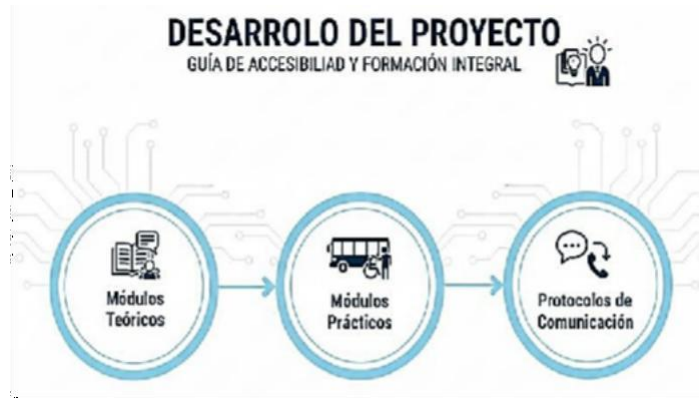 DESARROLO DEL PROYECTO
GUÍA DE ACCESIBILIAD Y FORMACIÓN INTEGRAL
Módulos
Teóricos
Módulos
Prácticos
Protocolos de
Comunicación